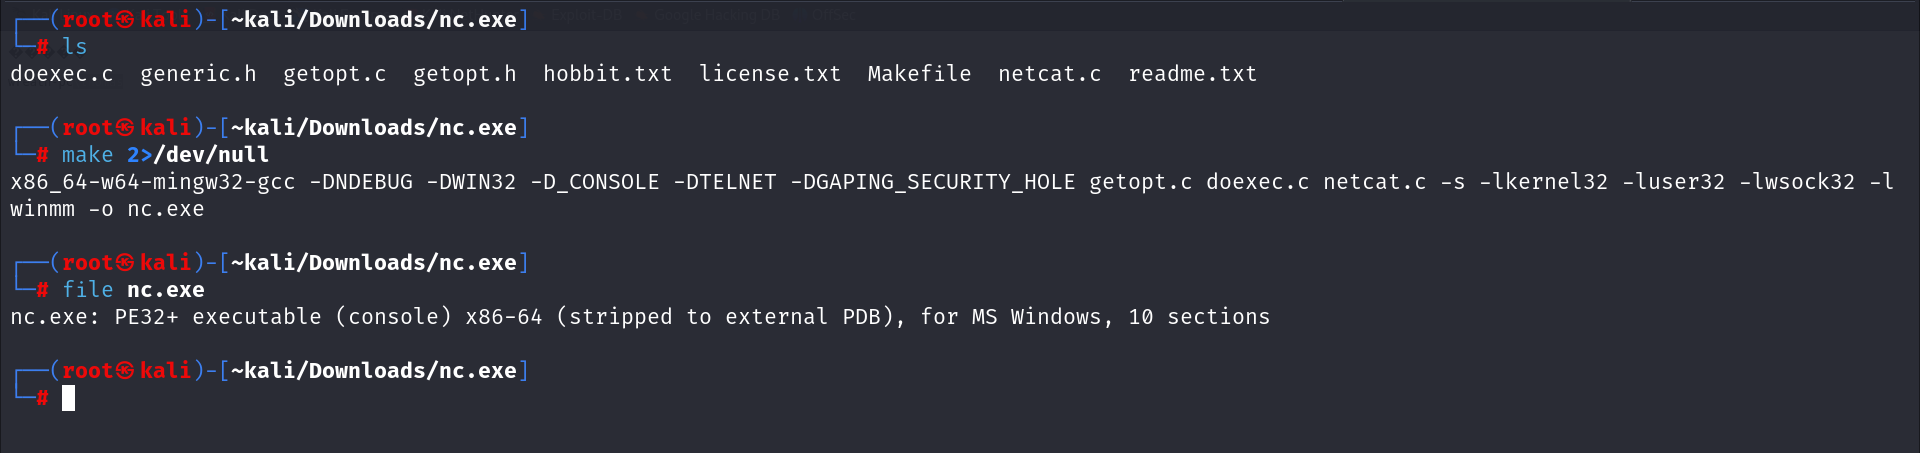 ┌──(root㉿kali)-[~kali/Downloads/nc.exe]
└─# ls
doexec.c  generic.h  getopt.c  getopt.h  hobbit.txt  license.txt  Makefile  netcat.c  readme.txt
┌──(root㉿kali)-[~kali/Downloads/nc.exe]
└─# make 2>/dev/null
x86_64-w64-mingw32-gcc -DNDEBUG -DWIN32 -D_CONSOLE -DTELNET -DGAPING_SECURITY_HOLE getopt.c doexec.c netcat.c -s -lkernel32 -luser32 -lwsock32 -l
winmm -o nc.exe
┌──(root㉿kali)-[~kali/Downloads/nc.exe]
└─# file nc.exe
nc.exe: PE32+ executable (console) x86-64 (stripped to external PDB), for MS Windows, 10 sections
┌──(root㉿kali)-[~kali/Downloads/nc.exe]
└─#